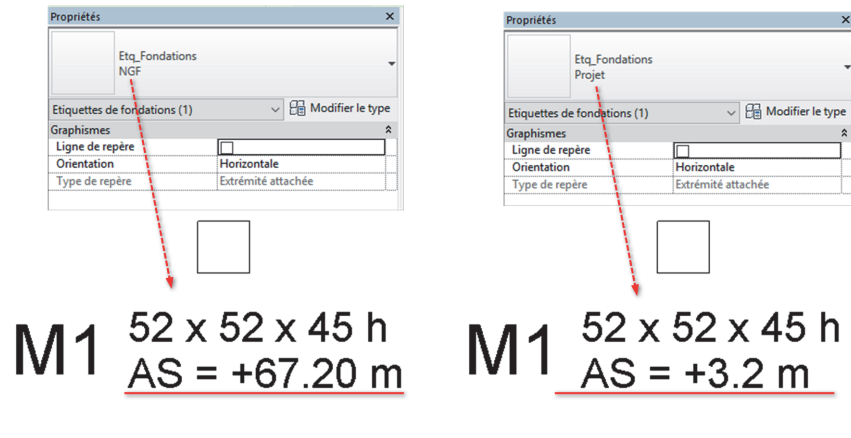 Propriétés
Etq_Fondations
NGF
Etiquettes de fondations (1)
Modifier le type
Graphismes
Ligne de repère
Orientation Horizontale
Type de repère Extrémité attachée
M1
52 x 52 x 45 h
AS = +67.20 m
Propriétés
Etq_Fondations
Projet
Etiquettes de fondations (1)
Modifier le type
Graphismes
Ligne de repère
Orientation Horizontale
Type de repère Extrémité attachée
M1
52 x 52 x 45 h
AS = +3.2 m